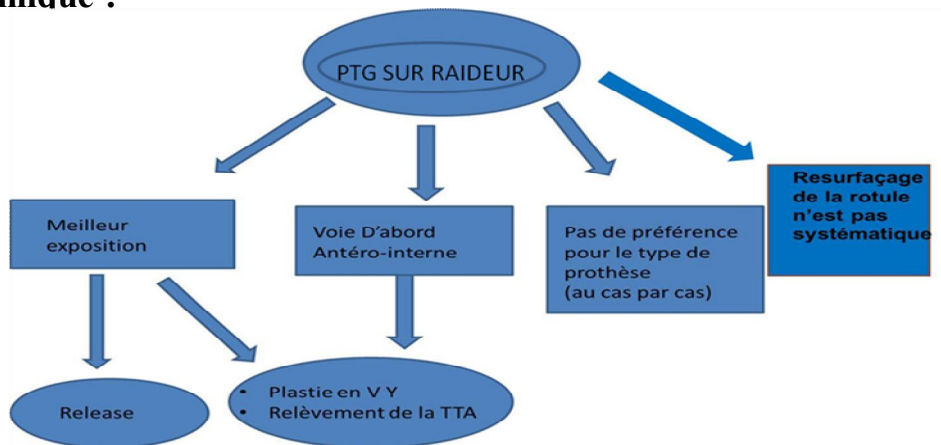 PTG SUR RAIDEUR
Meilleur
exposition
Voie D'abord
Antéro-interne
Pas de préférence
pour le type de
prothèse
(au cas par cas)
Resurfaçage
de la rotule
n'est pas
systématique
Release
• Plastie en V Y
• Relèvement de la TTA